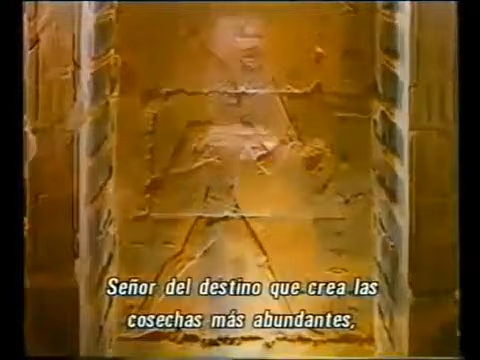 Señor del destino que crea las
cosechas más abundantes,